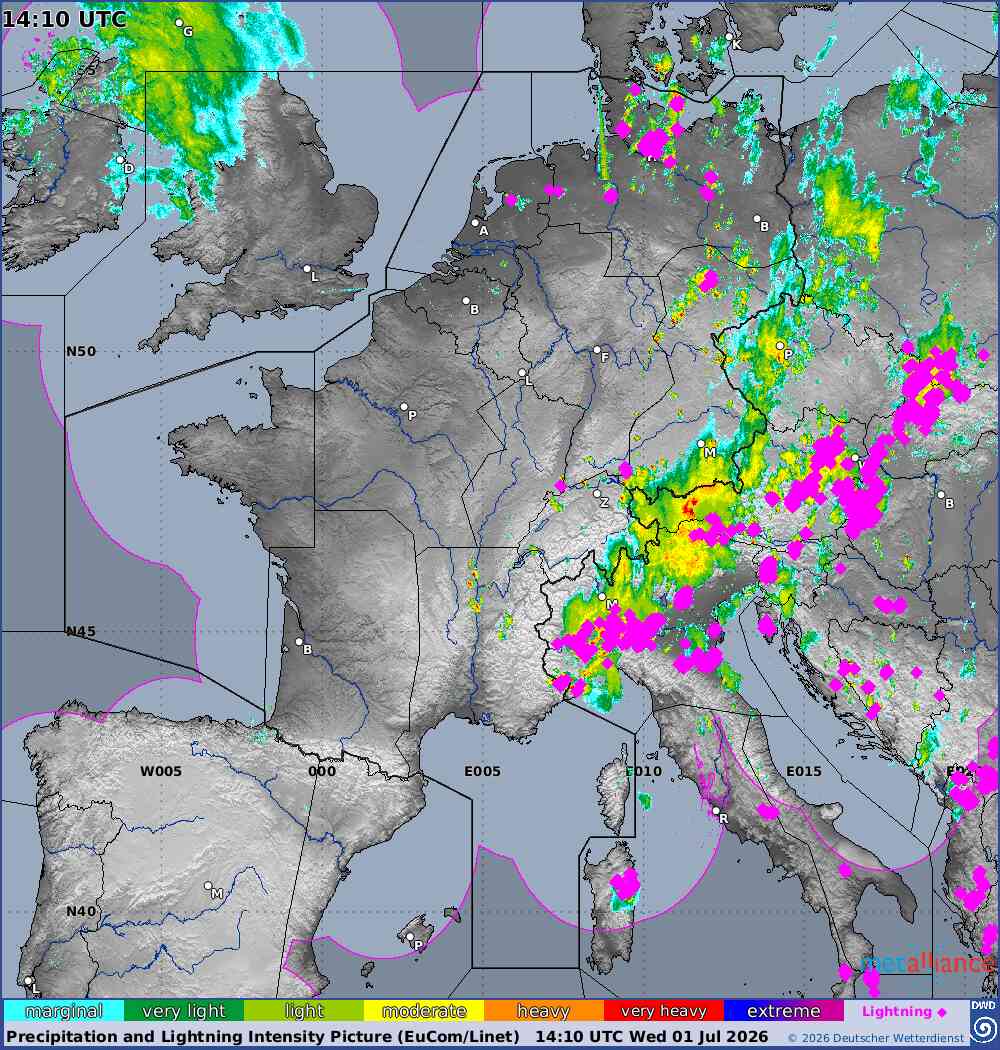 14:10 UTC
G
K
55
D
A
B
L
B
N50
F
P
L
P
M
Z
B
M
N45
B
W005
000
E005
E010
E015
E020
R
M
N40
P
L
metalliance
marginal
very light
light
moderate
heavy
very heavy
extreme
Lightning
DWD
Precipitation and Lightning Intensity Picture (EuCom/Linet) 14:10 UTC Wed 01 Jul 2026 © 2026 Deutscher Wetterdienst